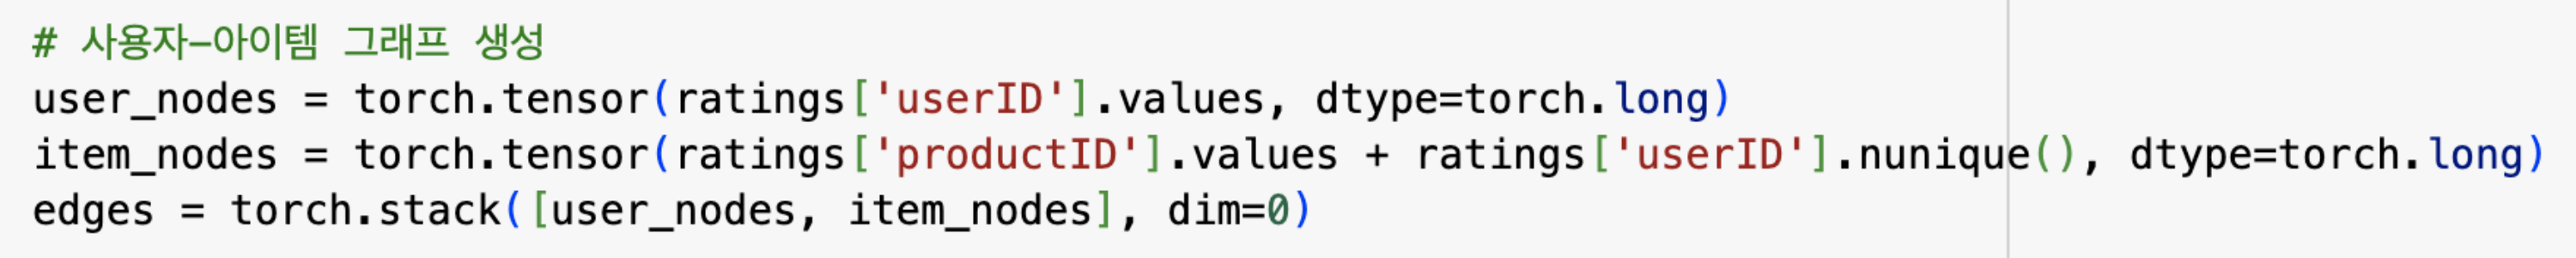 # 사용자-아이템 그래프 생성
user_nodes = torch.tensor(ratings['userID'].values, dtype=torch.long)
item_nodes = torch.tensor(ratings['productID'].values + ratings['userID'].nunique(), dtype=torch.long)
edges = torch.stack([user_nodes, item_nodes], dim=0)